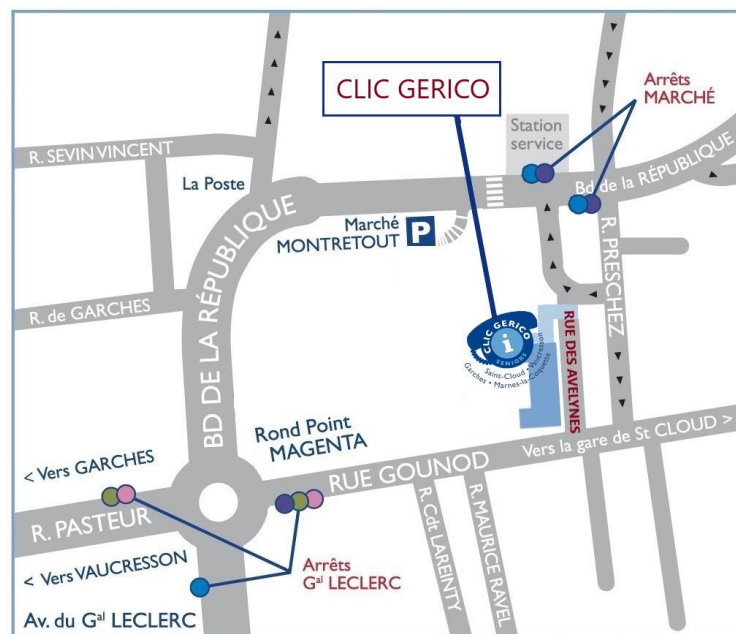 CLIC GERICO
Arrêts
MARCHÉ
Station
service
R. SEVIN VINCENT
La Poste
Bd de la RÉPUBLIQUE
BD DE LA RÉPUBLIQUE
Marché
MONTRETOUT
P
R. PRESCHEZ
R. de GARCHES
CLIC GERICO
i
SENIORS
Saint-Cloud • Vaucresson
Garches • Marnes-la-Coquette
RUE DES AVELYNES
Rond Point
MAGENTA
< Vers GARCHES
RUE GOUNOD
Vers la gare de St CLOUD >
R. PASTEUR
R. Cdt LAREINTY
R. MAURICE RAVEL
< Vers VAUCRESSON
Arrêts
Gal LECLERC
Av. du Gal LECLERC